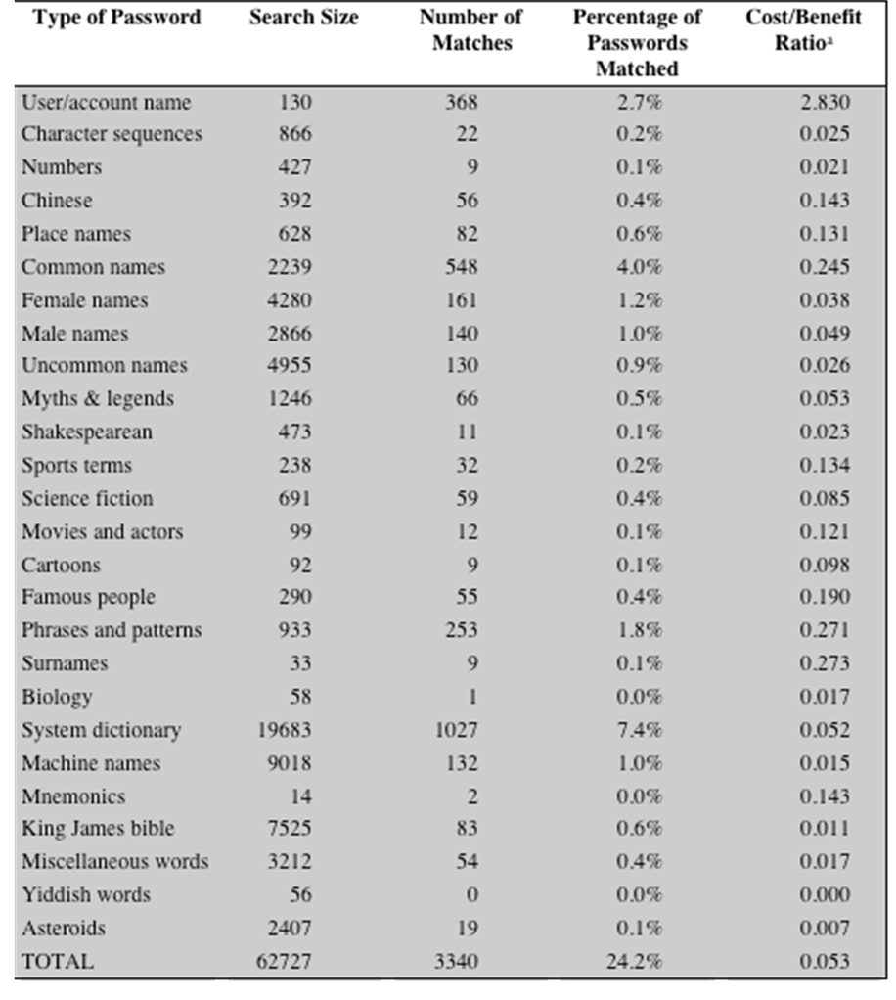 Type of Password Search Size Number of Matches Percentage of Passwords Matched Cost/Benefit Ratioᵃ
User/account name 130 368 2.7% 2.830
Character sequences 866 22 0.2% 0.025
Numbers 427 9 0.1% 0.021
Chinese 392 56 0.4% 0.143
Place names 628 82 0.6% 0.131
Common names 2239 548 4.0% 0.245
Female names 4280 161 1.2% 0.038
Male names 2866 140 1.0% 0.049
Uncommon names 4955 130 0.9% 0.026
Myths & legends 1246 66 0.5% 0.053
Shakespearean 473 11 0.1% 0.023
Sports terms 238 32 0.2% 0.134
Science fiction 691 59 0.4% 0.085
Movies and actors 99 12 0.1% 0.121
Cartoons 92 9 0.1% 0.098
Famous people 290 55 0.4% 0.190
Phrases and patterns 933 253 1.8% 0.271
Surnames 33 9 0.1% 0.273
Biology 58 1 0.0% 0.017
System dictionary 19683 1027 7.4% 0.052
Machine names 9018 132 1.0% 0.015
Mnemonics 14 2 0.0% 0.143
King James bible 7525 83 0.6% 0.011
Miscellaneous words 3212 54 0.4% 0.017
Yiddish words 56 0 0.0% 0.000
Asteroids 2407 19 0.1% 0.007
TOTAL 62727 3340 24.2% 0.053